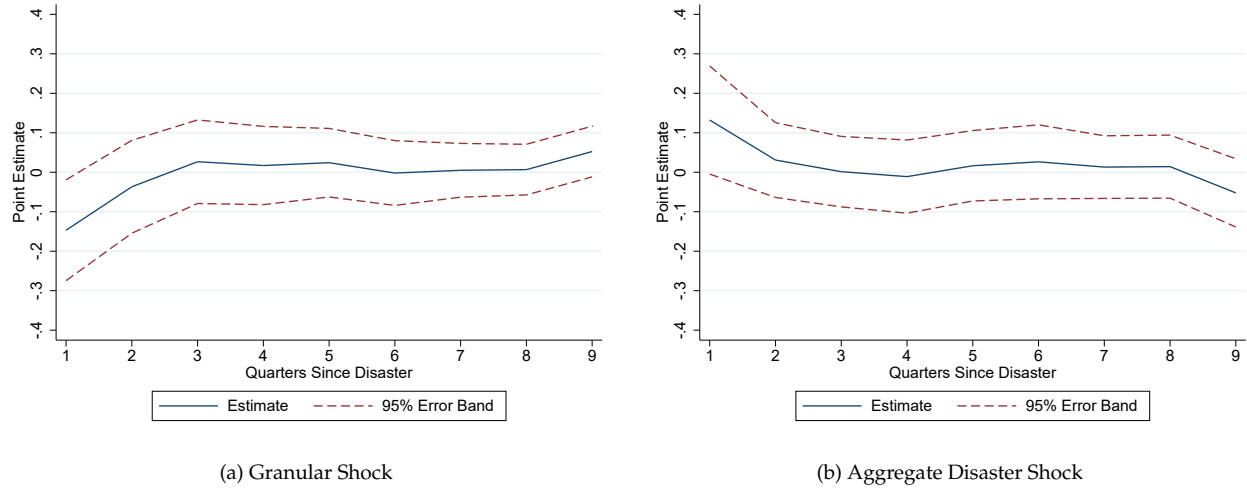 .4
.3
.2
.1
0
-.1
-.2
-.3
-.4
Point Estimate
1 2 3 4 5 6 7 8 9
Quarters Since Disaster
Estimate 95% Error Band
(a) Granular Shock
.4
.3
.2
.1
0
-.1
-.2
-.3
-.4
Point Estimate
1 2 3 4 5 6 7 8 9
Quarters Since Disaster
Estimate 95% Error Band
(b) Aggregate Disaster Shock